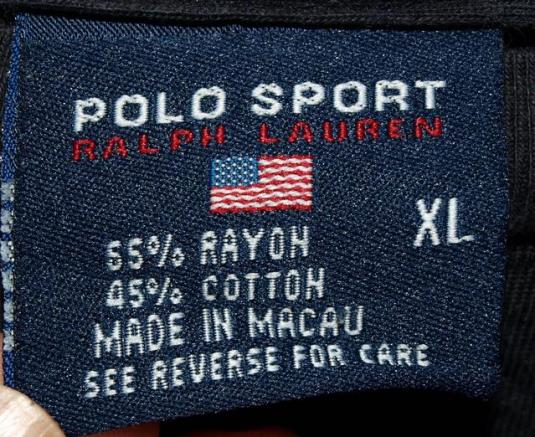 POLO SPORT
RALPH LAUREN
XL
55% RAYON
45% COTTON
MADE IN MACAU
SEE REVERSE FOR CARE